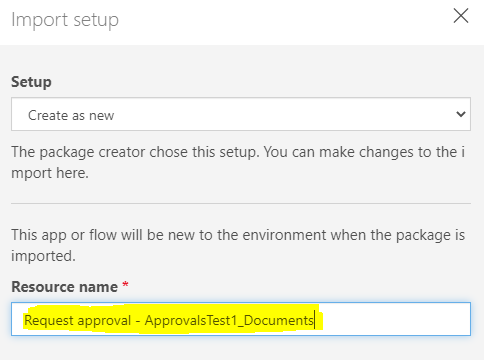 Import setup
Setup
Create as new
The package creator chose this setup. You can make changes to the i
mport here.
This app or flow will be new to the environment when the package is
imported.
Resource name *
Request approval - ApprovalsTest1_Documents